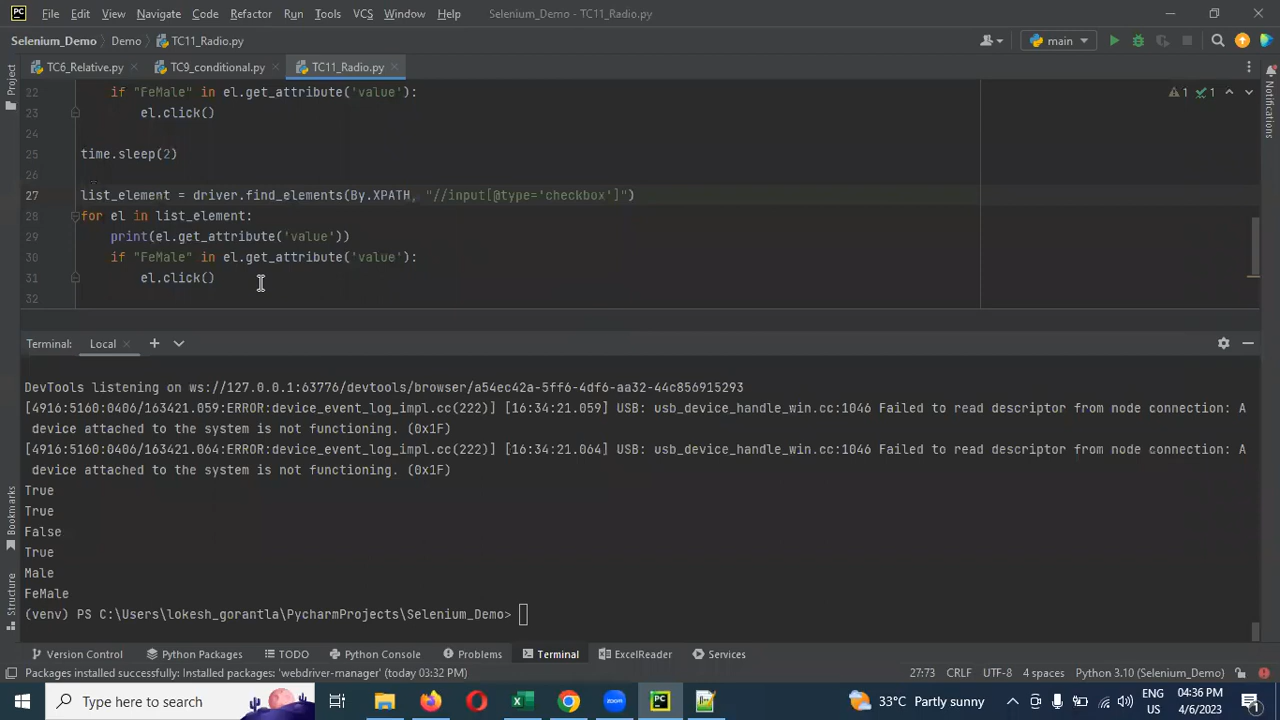 File Edit View Navigate Code Refactor Run Tools VCS Window Help Selenium_Demo - TC11_Radio.py
Selenium_Demo Demo TC11_Radio.py main
TC6_Relative.py TC9_conditional.py TC11_Radio.py
Project
Notifications
22 if "FeMale" in el.get_attribute('value'): 1 1
23 el.click()
24
25 time.sleep(2)
26
27 list_element = driver.find_elements(By.XPATH, "//input[@type='checkbox']")
28 for el in list_element:
29 print(el.get_attribute('value'))
30 if "FeMale" in el.get_attribute('value'):
31 el.click()
32
Terminal: Local
DevTools listening on ws://127.0.0.1:63776/devtools/browser/a54ec42a-5ff6-4df6-aa32-44c856915293
[4916:5160:0406/163421.059:ERROR:device_event_log_impl.cc(222)] [16:34:21.059] USB: usb_device_handle_win.cc:1046 Failed to read descriptor from node connection: A
device attached to the system is not functioning. (0x1F)
[4916:5160:0406/163421.064:ERROR:device_event_log_impl.cc(222)] [16:34:21.064] USB: usb_device_handle_win.cc:1046 Failed to read descriptor from node connection: A
device attached to the system is not functioning. (0x1F)
True
True
False
True
Male
FeMale
(venv) PS C:\Users\lokesh_gorantla\PycharmProjects\Selenium_Demo>
Bookmarks
Structure
Version Control Python Packages TODO Python Console Problems Terminal ExcelReader Services
Packages installed successfully: Installed packages: 'webdriver-manager' (today 03:32 PM) 27:73 CRLF UTF-8 4 spaces Python 3.10 (Selenium_Demo)
Type here to search 33°C Partly sunny ENG US 04:36 PM 4/6/2023 1